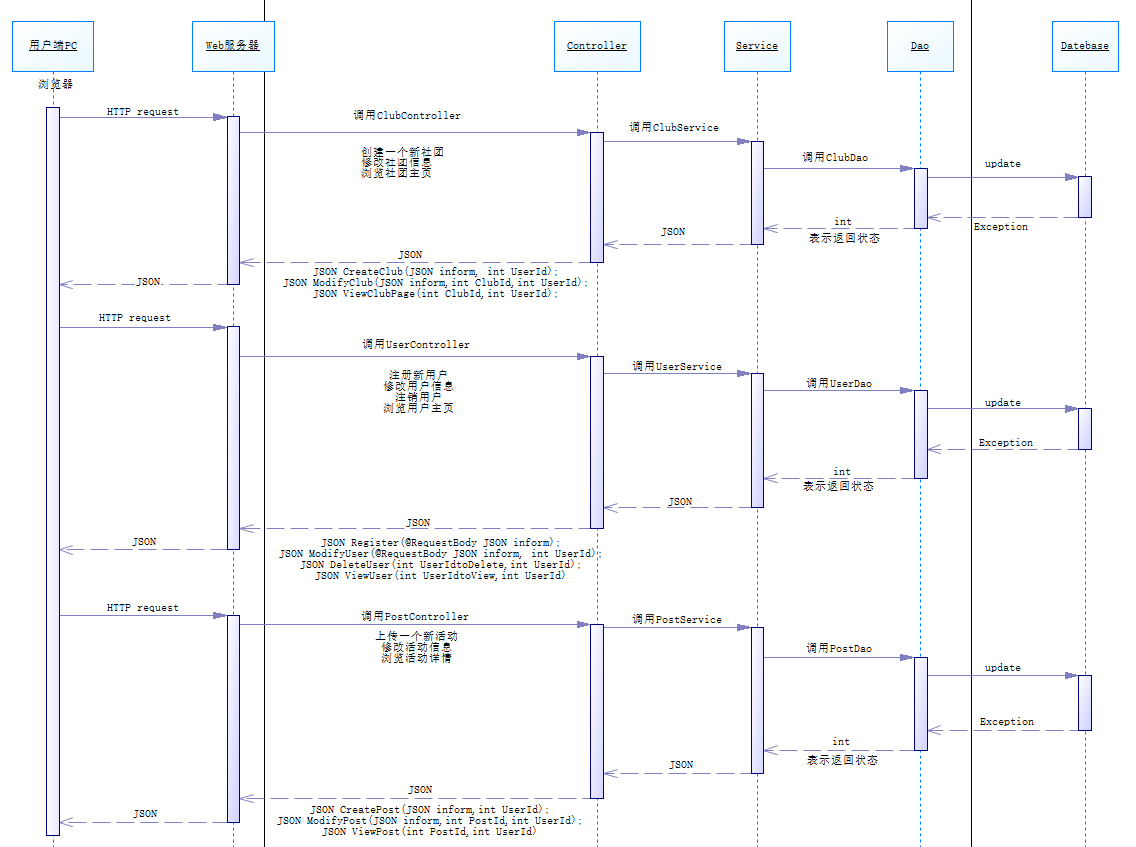 用户端PC
Web服务器
Controller
Service
Dao
Datebase
浏览器
HTTP request
调用ClubController
调用ClubService
创建一个新社团
修改社团信息
浏览社团主页
调用ClubDao
update
int
表示返回状态
Exception
JSON
JSON
JSON CreateClub(JSON inform, int UserId);
JSON ModifyClub(JSON inform,int ClubId,int UserId);
JSON ViewClubPage(int ClubId,int UserId);
JSON
HTTP request
调用UserController
调用UserService
注册新用户
修改用户信息
注销用户
浏览用户主页
调用UserDao
update
Exception
int
表示返回状态
JSON
JSON
JSON
JSON Register(@RequestBody JSON inform);
JSON ModifyUser(@RequestBody JSON inform, int UserId);
JSON DeleteUser(int UserIdtoDelete,int UserId);
JSON ViewUser(int UserIdtoView,int UserId)
HTTP request
调用PostController
调用PostService
上传一个新活动
修改活动信息
浏览活动详情
调用PostDao
update
Exception
int
表示返回状态
JSON
JSON
JSON
JSON CreatePost(JSON inform,int UserId);
JSON ModifyPost(JSON inform,int PostId,int UserId);
JSON ViewPost(int PostId,int UserId)